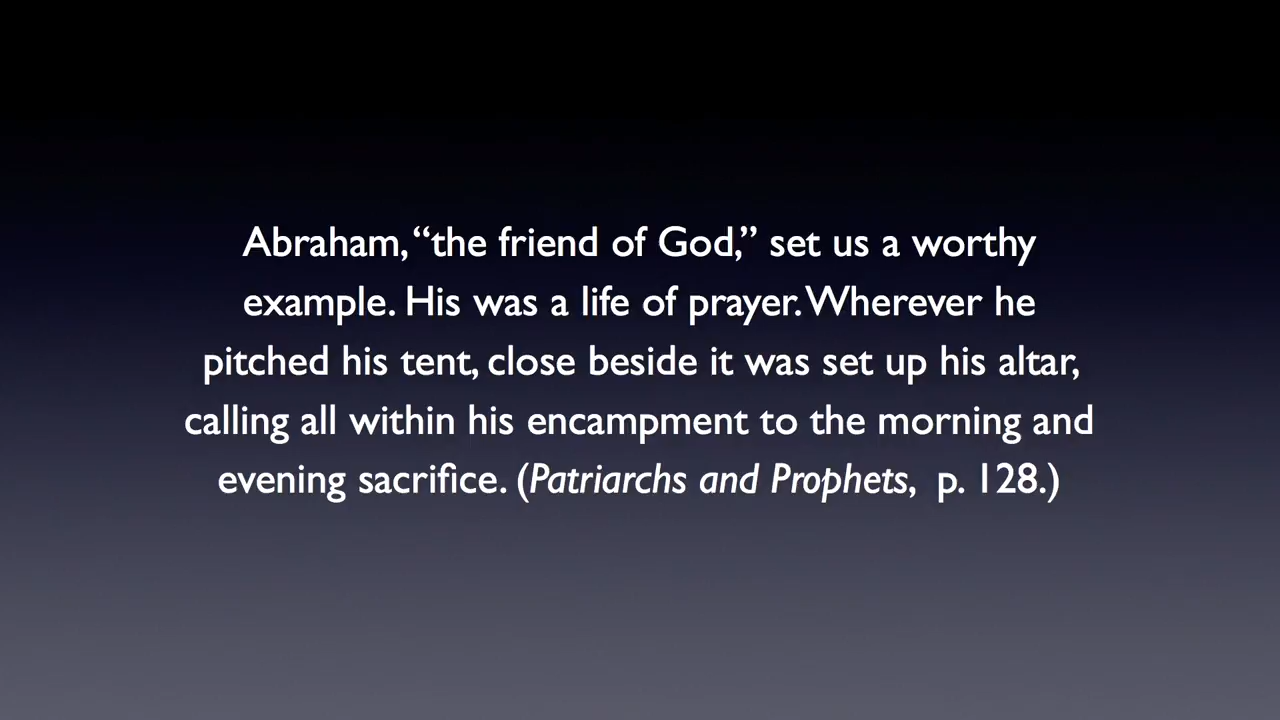 Abraham, “the friend of God,” set us a worthy
example. His was a life of prayer. Wherever he
pitched his tent, close beside it was set up his altar,
calling all within his encampment to the morning and
evening sacrifice. (Patriarchs and Prophets,  p. 128.)